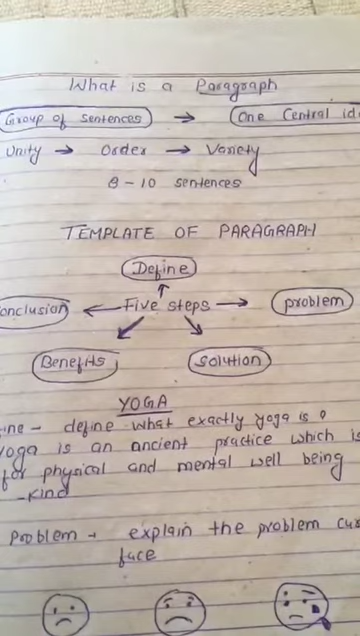 What is a Paragraph
Group of sentences → One Central id
Unity → Order → Variety
8-10 sentences
TEMPLATE OF PARAGRAPH
Define
onclusion ← Five steps → problem
Benefits solution
YOGA
ine - define what exactly yoga is a
yoga is an ancient practice which is
for physical and mental well being
-kind
Problem → explain the problem
face